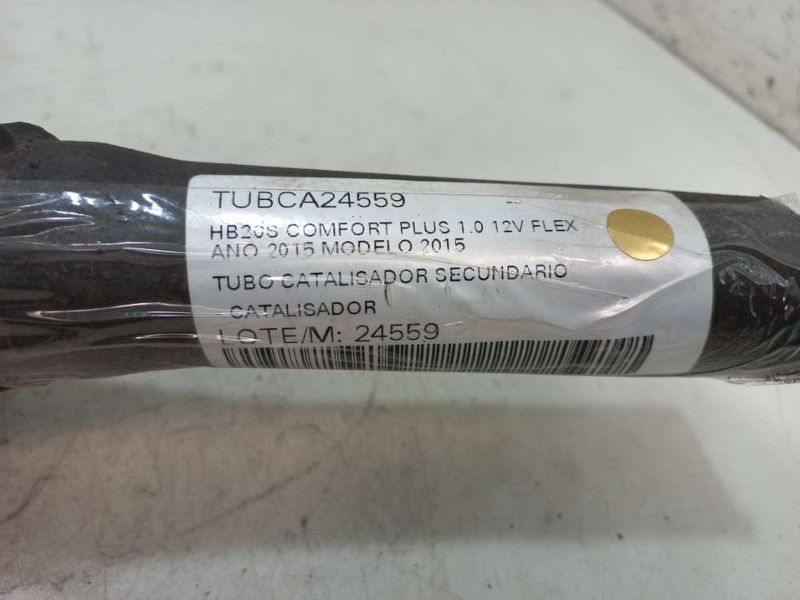 TUBCA24559
HB20S COMFORT PLUS 1.0 12V FLEX
ANO 2015 MODELO 2015
TUBO CATALISADOR SECUNDARIO
- CATALISADOR
LOTE/M: 24559